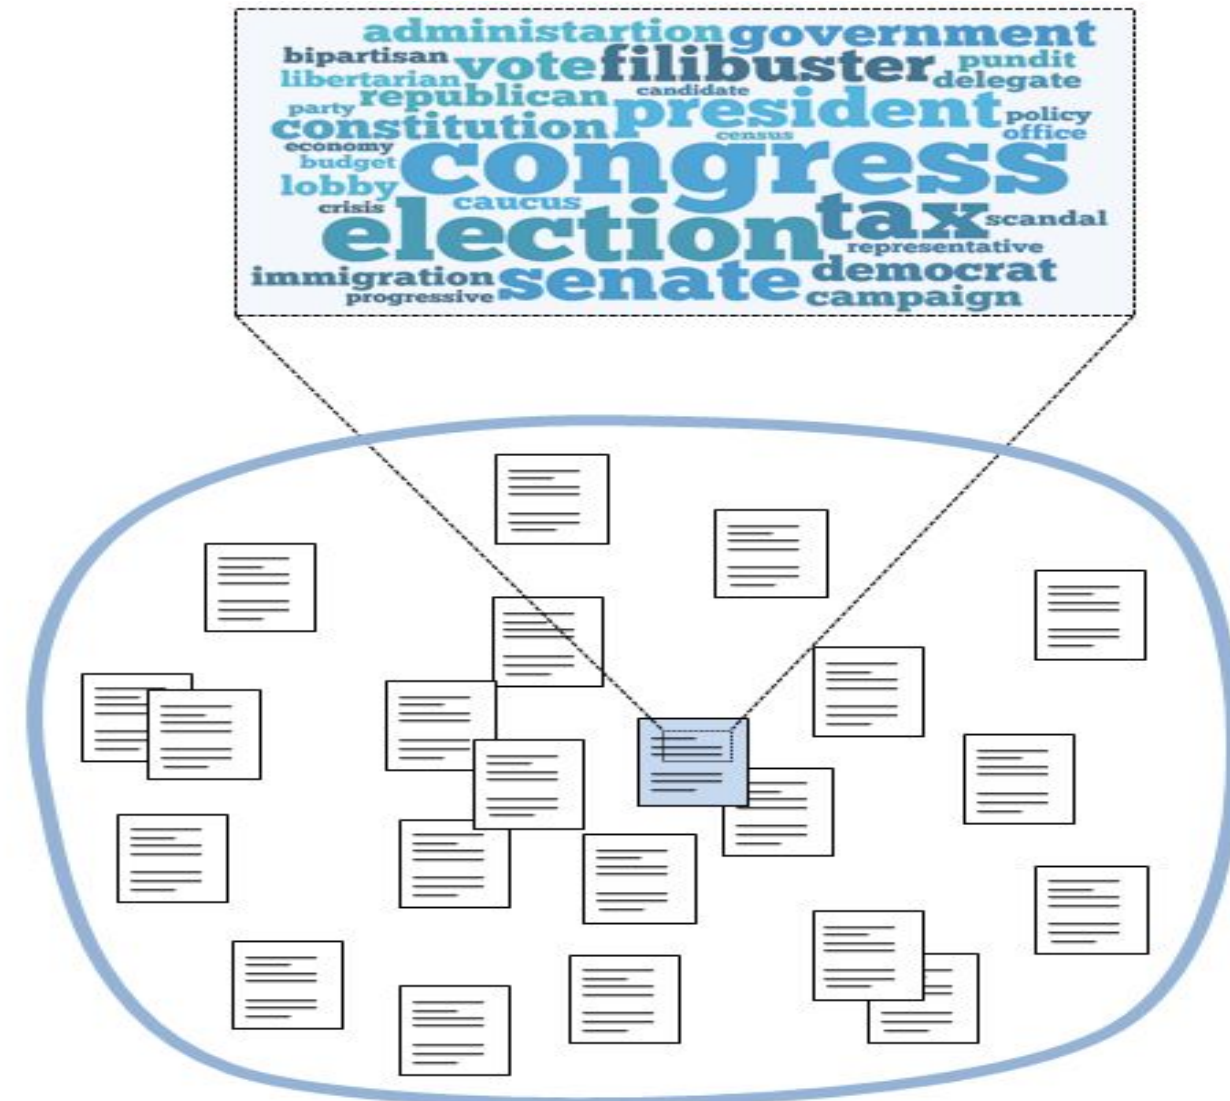 administartion government
bipartisan vote filibuster pundit
libertarian candidate delegate
party republican president policy
constitution census office
economy congress
budget
lobby caucus
crisis election tax scandal
representative
immigration senate democrat
progressive campaign